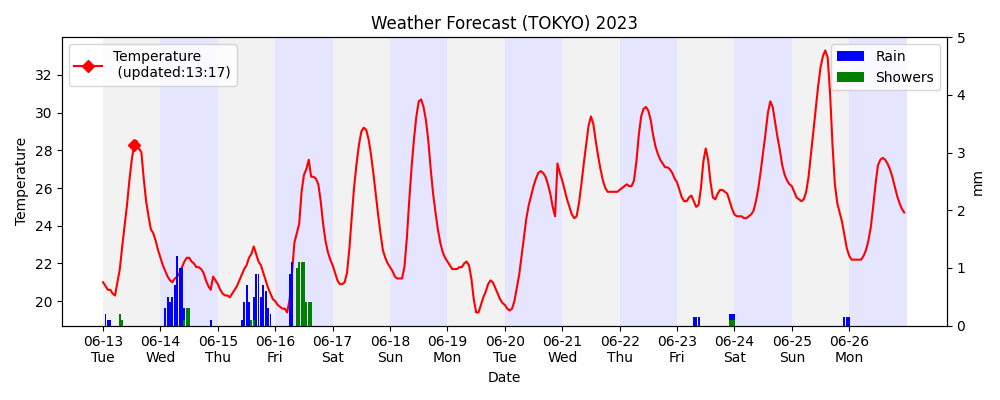 Weather Forecast (TOKYO) 2023
Temperature
(updated:13:17)
Rain
Showers
32
30
28
26
24
22
20
Temperature
5
4
3
2
1
0
mm
06-13 06-14 06-15 06-16 06-17 06-18 06-19 06-20 06-21 06-22 06-23 06-24 06-25 06-26
Tue Wed Thu Fri Sat Sun Mon Tue Wed Thu Fri Sat Sun Mon
Date